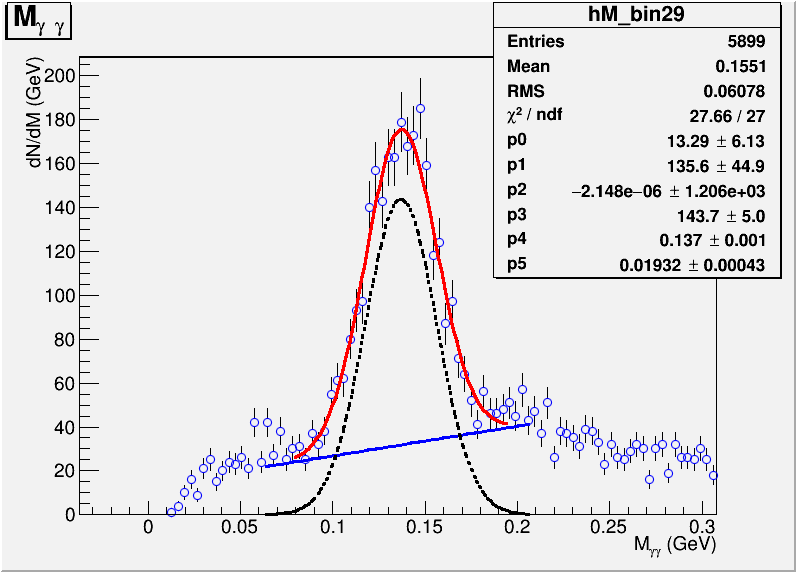 M γ γ
hM_bin29
Entries 5899
Mean 0.1551
RMS 0.06078
χ² / ndf 27.66 / 27
p0 13.29 ± 6.13
p1 135.6 ± 44.9
p2 −2.148e−06 ± 1.206e+03
p3 143.7 ± 5.0
p4 0.137 ± 0.001
p5 0.01932 ± 0.00043
dN/dM (GeV)
200
180
160
140
120
100
80
60
40
20
0
0 0.05 0.1 0.15 0.2 0.25 0.3
M γγ (GeV)